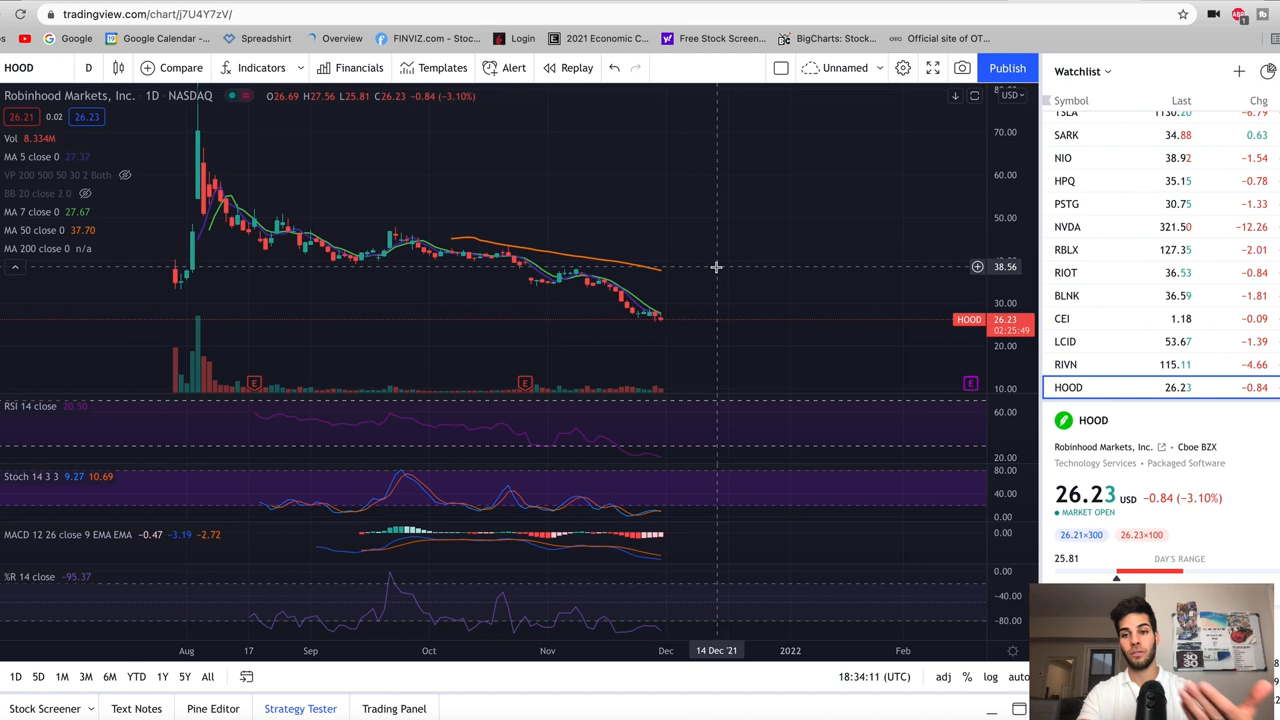 tradingview.com/chart/j7U4Y7zV/
Google
Google Calendar -...
Spreadshirt
Overview
FINVIZ.com - Stoc...
Login
2021 Economic C...
Free Stock Screen...
BigCharts: Stock...
Official site of OT...
HOOD
D
Compare
Indicators
Financials
Templates
Alert
Replay
Unnamed
Publish
Watchlist
Robinhood Markets, Inc. · 1D · NASDAQ
O26.69 H27.56 L25.81 C26.23 −0.84 (−3.10%)
USD
26.21 0.02 26.23
Vol 8.334M
MA 5 close 0 27.37
VP 200 500 50 30 2 Both
BB 20 close 2 0
MA 7 close 0 27.67
MA 50 close 0 37.70
MA 200 close 0 n/a
80.00
70.00
60.00
50.00
38.56
30.00
HOOD 26.23
02:25:49
20.00
10.00
E
E
E
RSI 14 close 20.50
60.00
20.00
Stoch 14 3 3 9.27 10.69
80.00
40.00
0.00
MACD 12 26 close 9 EMA EMA −0.47 −3.19 −2.72
0.00
%R 14 close −95.37
0.00
−40.00
−80.00
Aug 17 Sep Oct Nov Dec 14 Dec '21 2022 Feb
1D 5D 1M 3M 6M YTD 1Y 5Y All
18:34:11 (UTC)
adj % log auto
Stock Screener
Text Notes
Pine Editor
Strategy Tester
Trading Panel
Symbol Last Chg
TSLA 1130.20 −6.79
SARK 34.88 0.63
NIO 38.92 −1.54
HPQ 35.15 −0.78
PSTG 30.75 −1.33
NVDA 321.50 −12.26
RBLX 127.35 −2.01
RIOT 36.53 −0.84
BLNK 36.59 −1.81
CEI 1.18 −0.09
LCID 53.67 −1.39
RIVN 115.11 −4.66
HOOD 26.23 −0.84
HOOD
Robinhood Markets, Inc. • Cboe BZX
Technology Services • Packaged Software
26.23 USD −0.84 (−3.10%)
MARKET OPEN
26.21×300 26.23×100
25.81 DAY'S RANGE